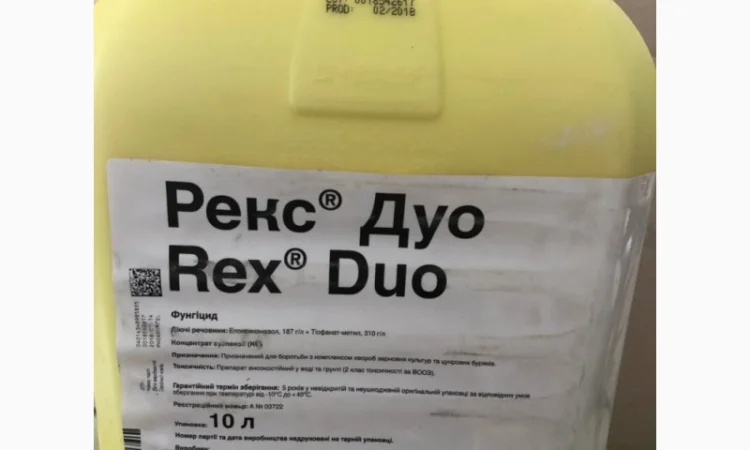 PROD: 02/2018
Рекс® Дуо
Rex® Duo
Фунгіцид
Діючі речовини: Епоксиконазол, 187 г/л + Тіофанат-метил, 310 г/л
Концентрат суспензії (КС)
Призначення: Призначений для боротьби з комплексом хвороб зернових культур та цукрових буряків.
Токсичність: Препарат високостійкий у воді та ґрунті (2 клас токсичності за ВООЗ).
Гарантійний термін зберігання: 5 років у невідкритій та неушкодженій оригінальній упаковці за відповідних умов
зберігання при температурі від -10°C до +40°C.
Реєстраційний номер: А № 03722
Упаковка: 10 л
Номер партії та дата виробництва надруковані на тарній упаковці.
Виробник: